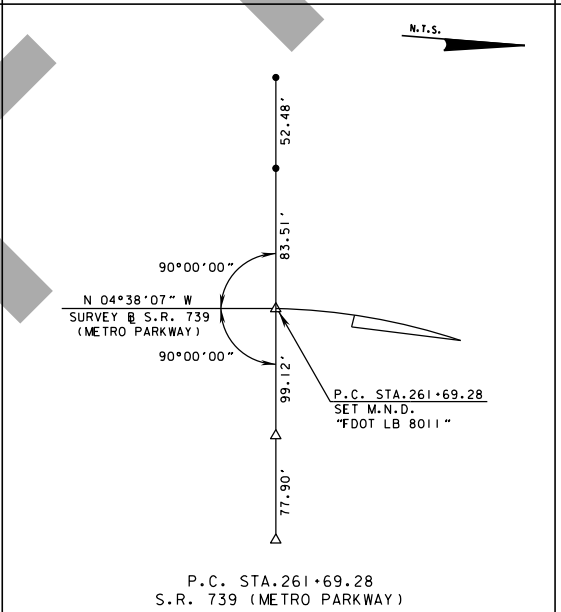 N.T.S.
52.48'
83.51'
90°00'00"
N 04°38'07" W
SURVEY ℄ S.R. 739
(METRO PARKWAY)
90°00'00"
99.12'
P.C. STA.261+69.28
SET M.N.D.
"FDOT LB 8011"
77.90'
P.C. STA.261+69.28
S.R. 739 (METRO PARKWAY)